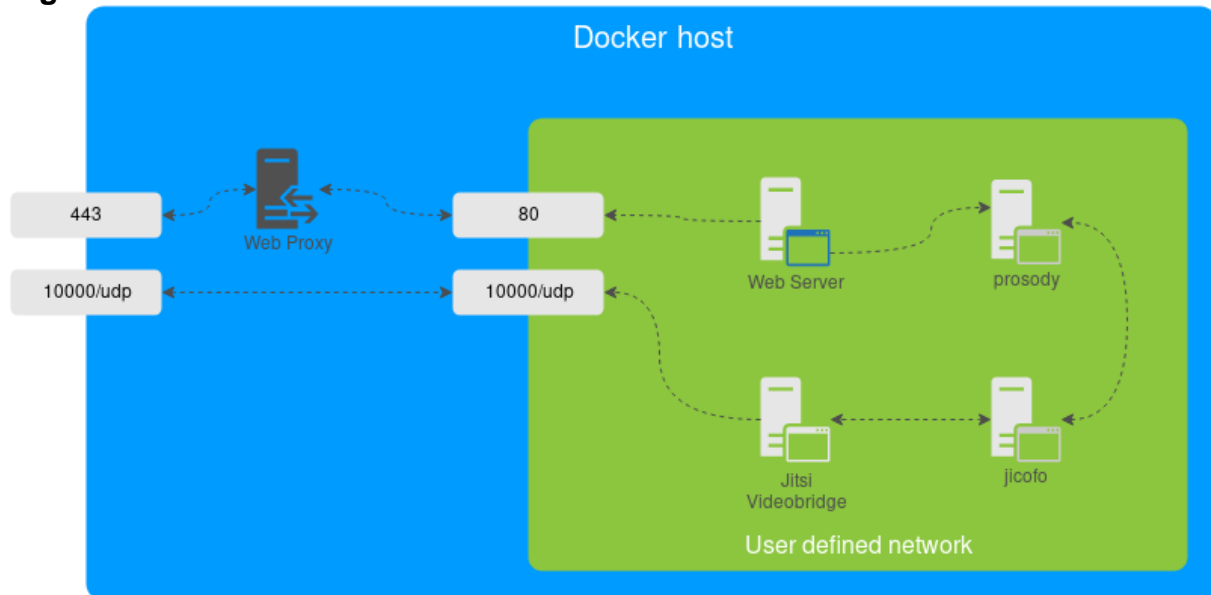 Docker host
443
Web Proxy
80
Web Server
prosody
10000/udp
10000/udp
Jitsi
Videobridge
jicofo
User defined network